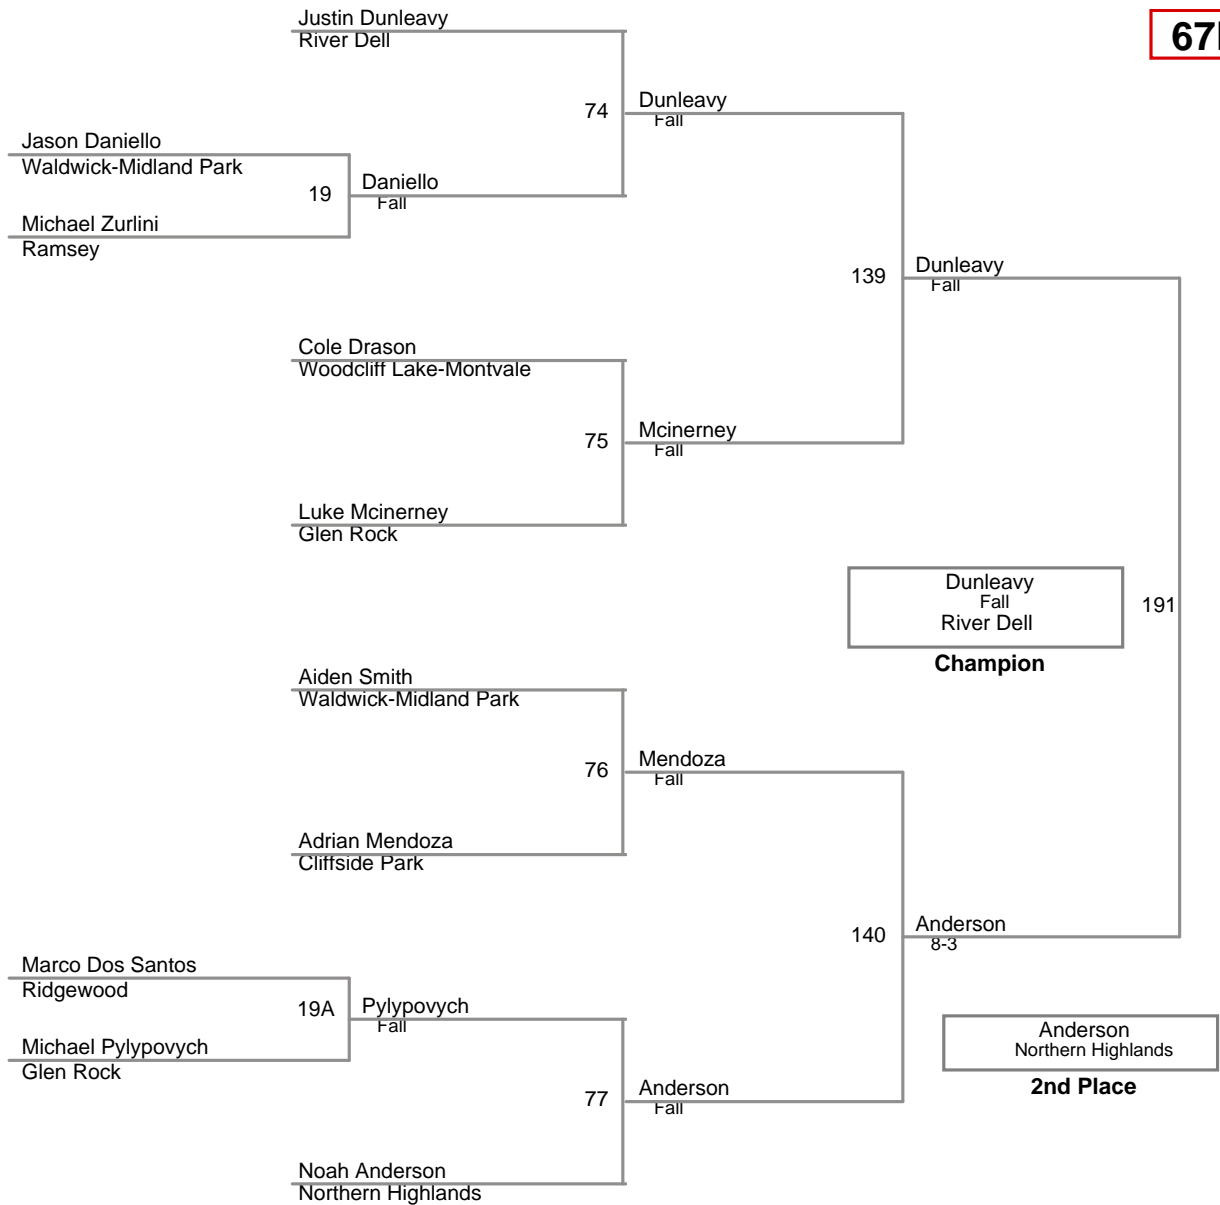 Justin Dunleavy
River Dell
67
74
Dunleavy
Fall
Jason Daniello
Waldwick-Midland Park
19
Daniello
Fall
Michael Zurlini
Ramsey
139
Dunleavy
Fall
Cole Drason
Woodcliff Lake-Montvale
75
Mcinerney
Fall
Luke Mcinerney
Glen Rock
Dunleavy
Fall
River Dell
191
Champion
Aiden Smith
Waldwick-Midland Park
76
Mendoza
Fall
Adrian Mendoza
Cliffside Park
140
Anderson
8-3
Marco Dos Santos
Ridgewood
19A
Pylypovych
Fall
Michael Pylypovych
Glen Rock
Anderson
Northern Highlands
2nd Place
77
Anderson
Fall
Noah Anderson
Northern Highlands